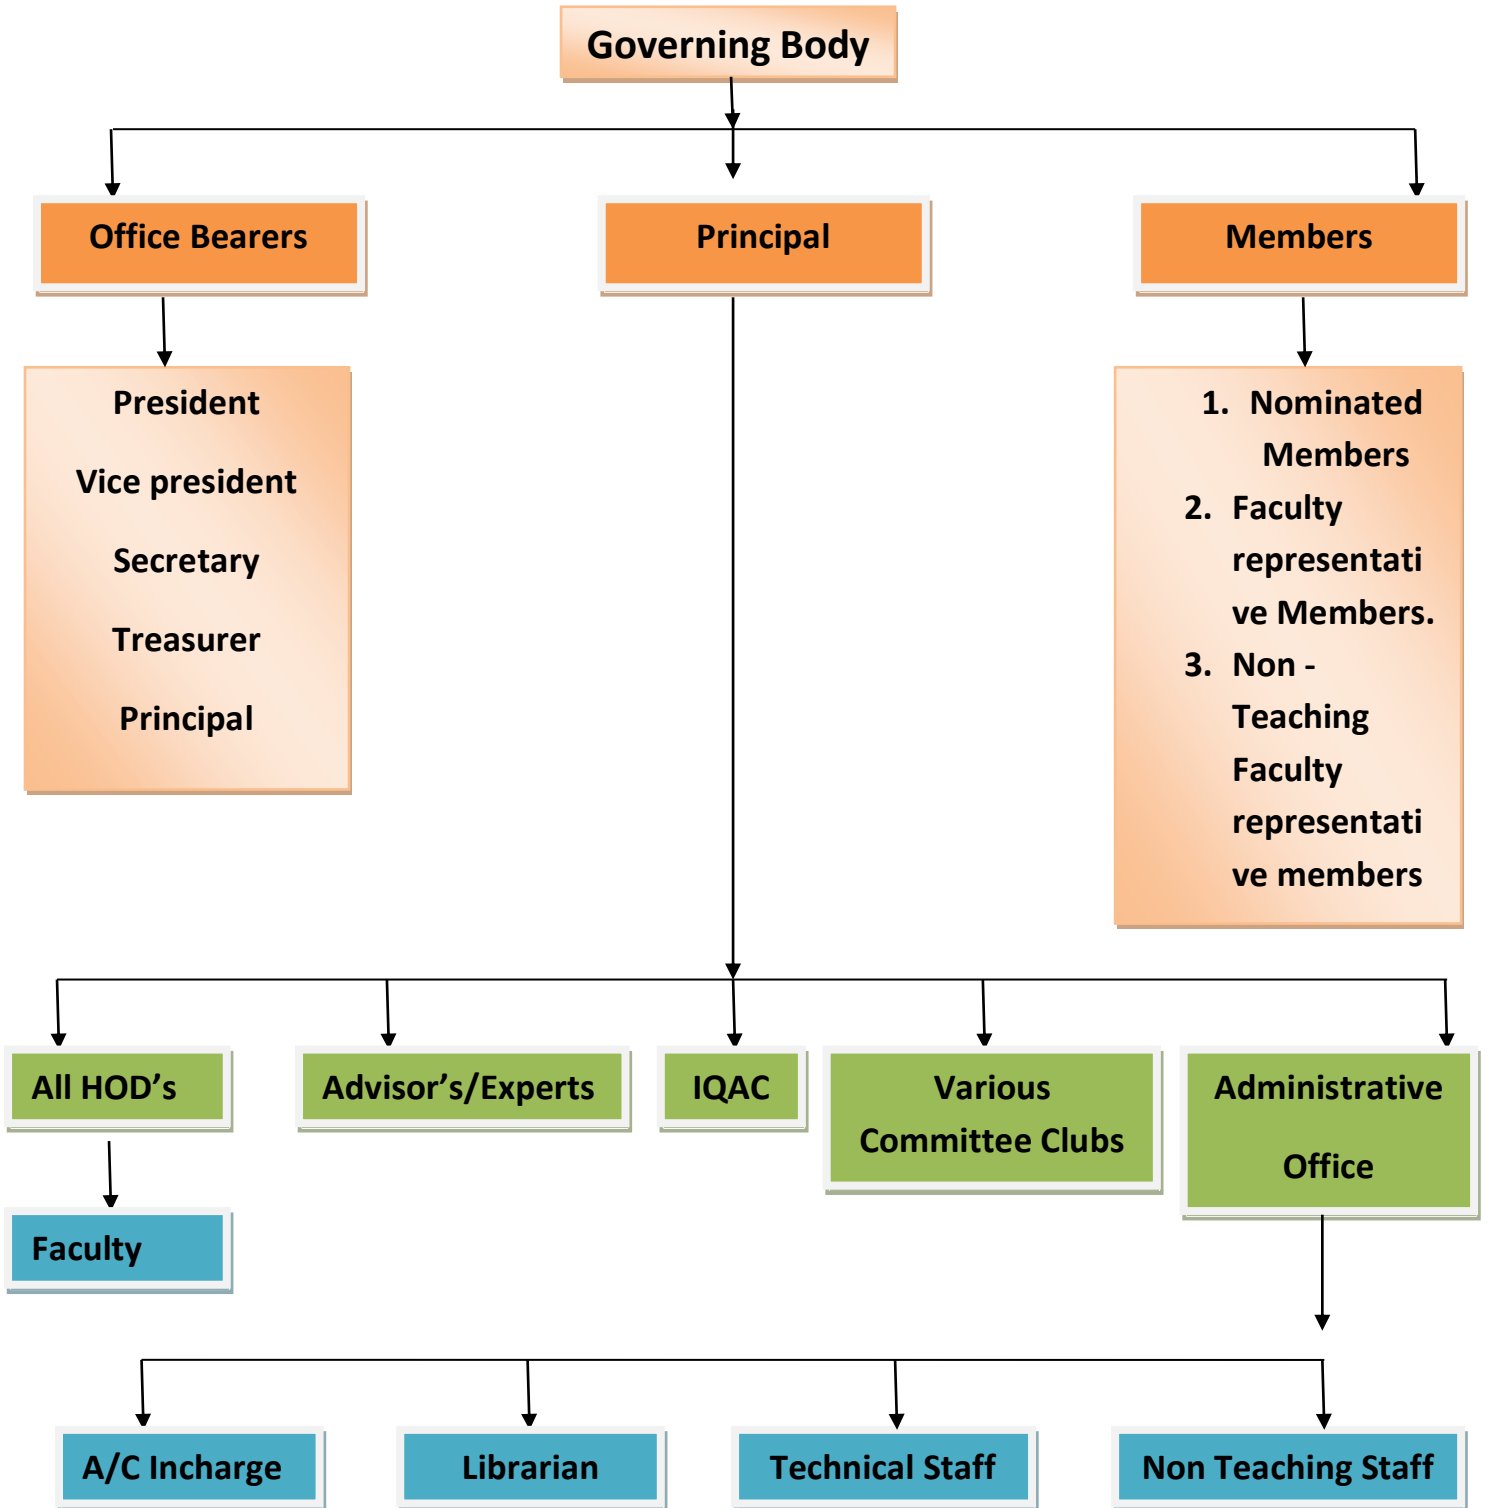 Governing Body
Office Bearers
Principal
Members
President
Vice president
Secretary
Treasurer
Principal
1. Nominated
Members
2. Faculty
representati
ve Members.
3. Non -
Teaching
Faculty
representati
ve members
All HOD’s
Advisor’s/Experts
IQAC
Various
Committee Clubs
Administrative
Office
Faculty
A/C Incharge
Librarian
Technical Staff
Non Teaching Staff